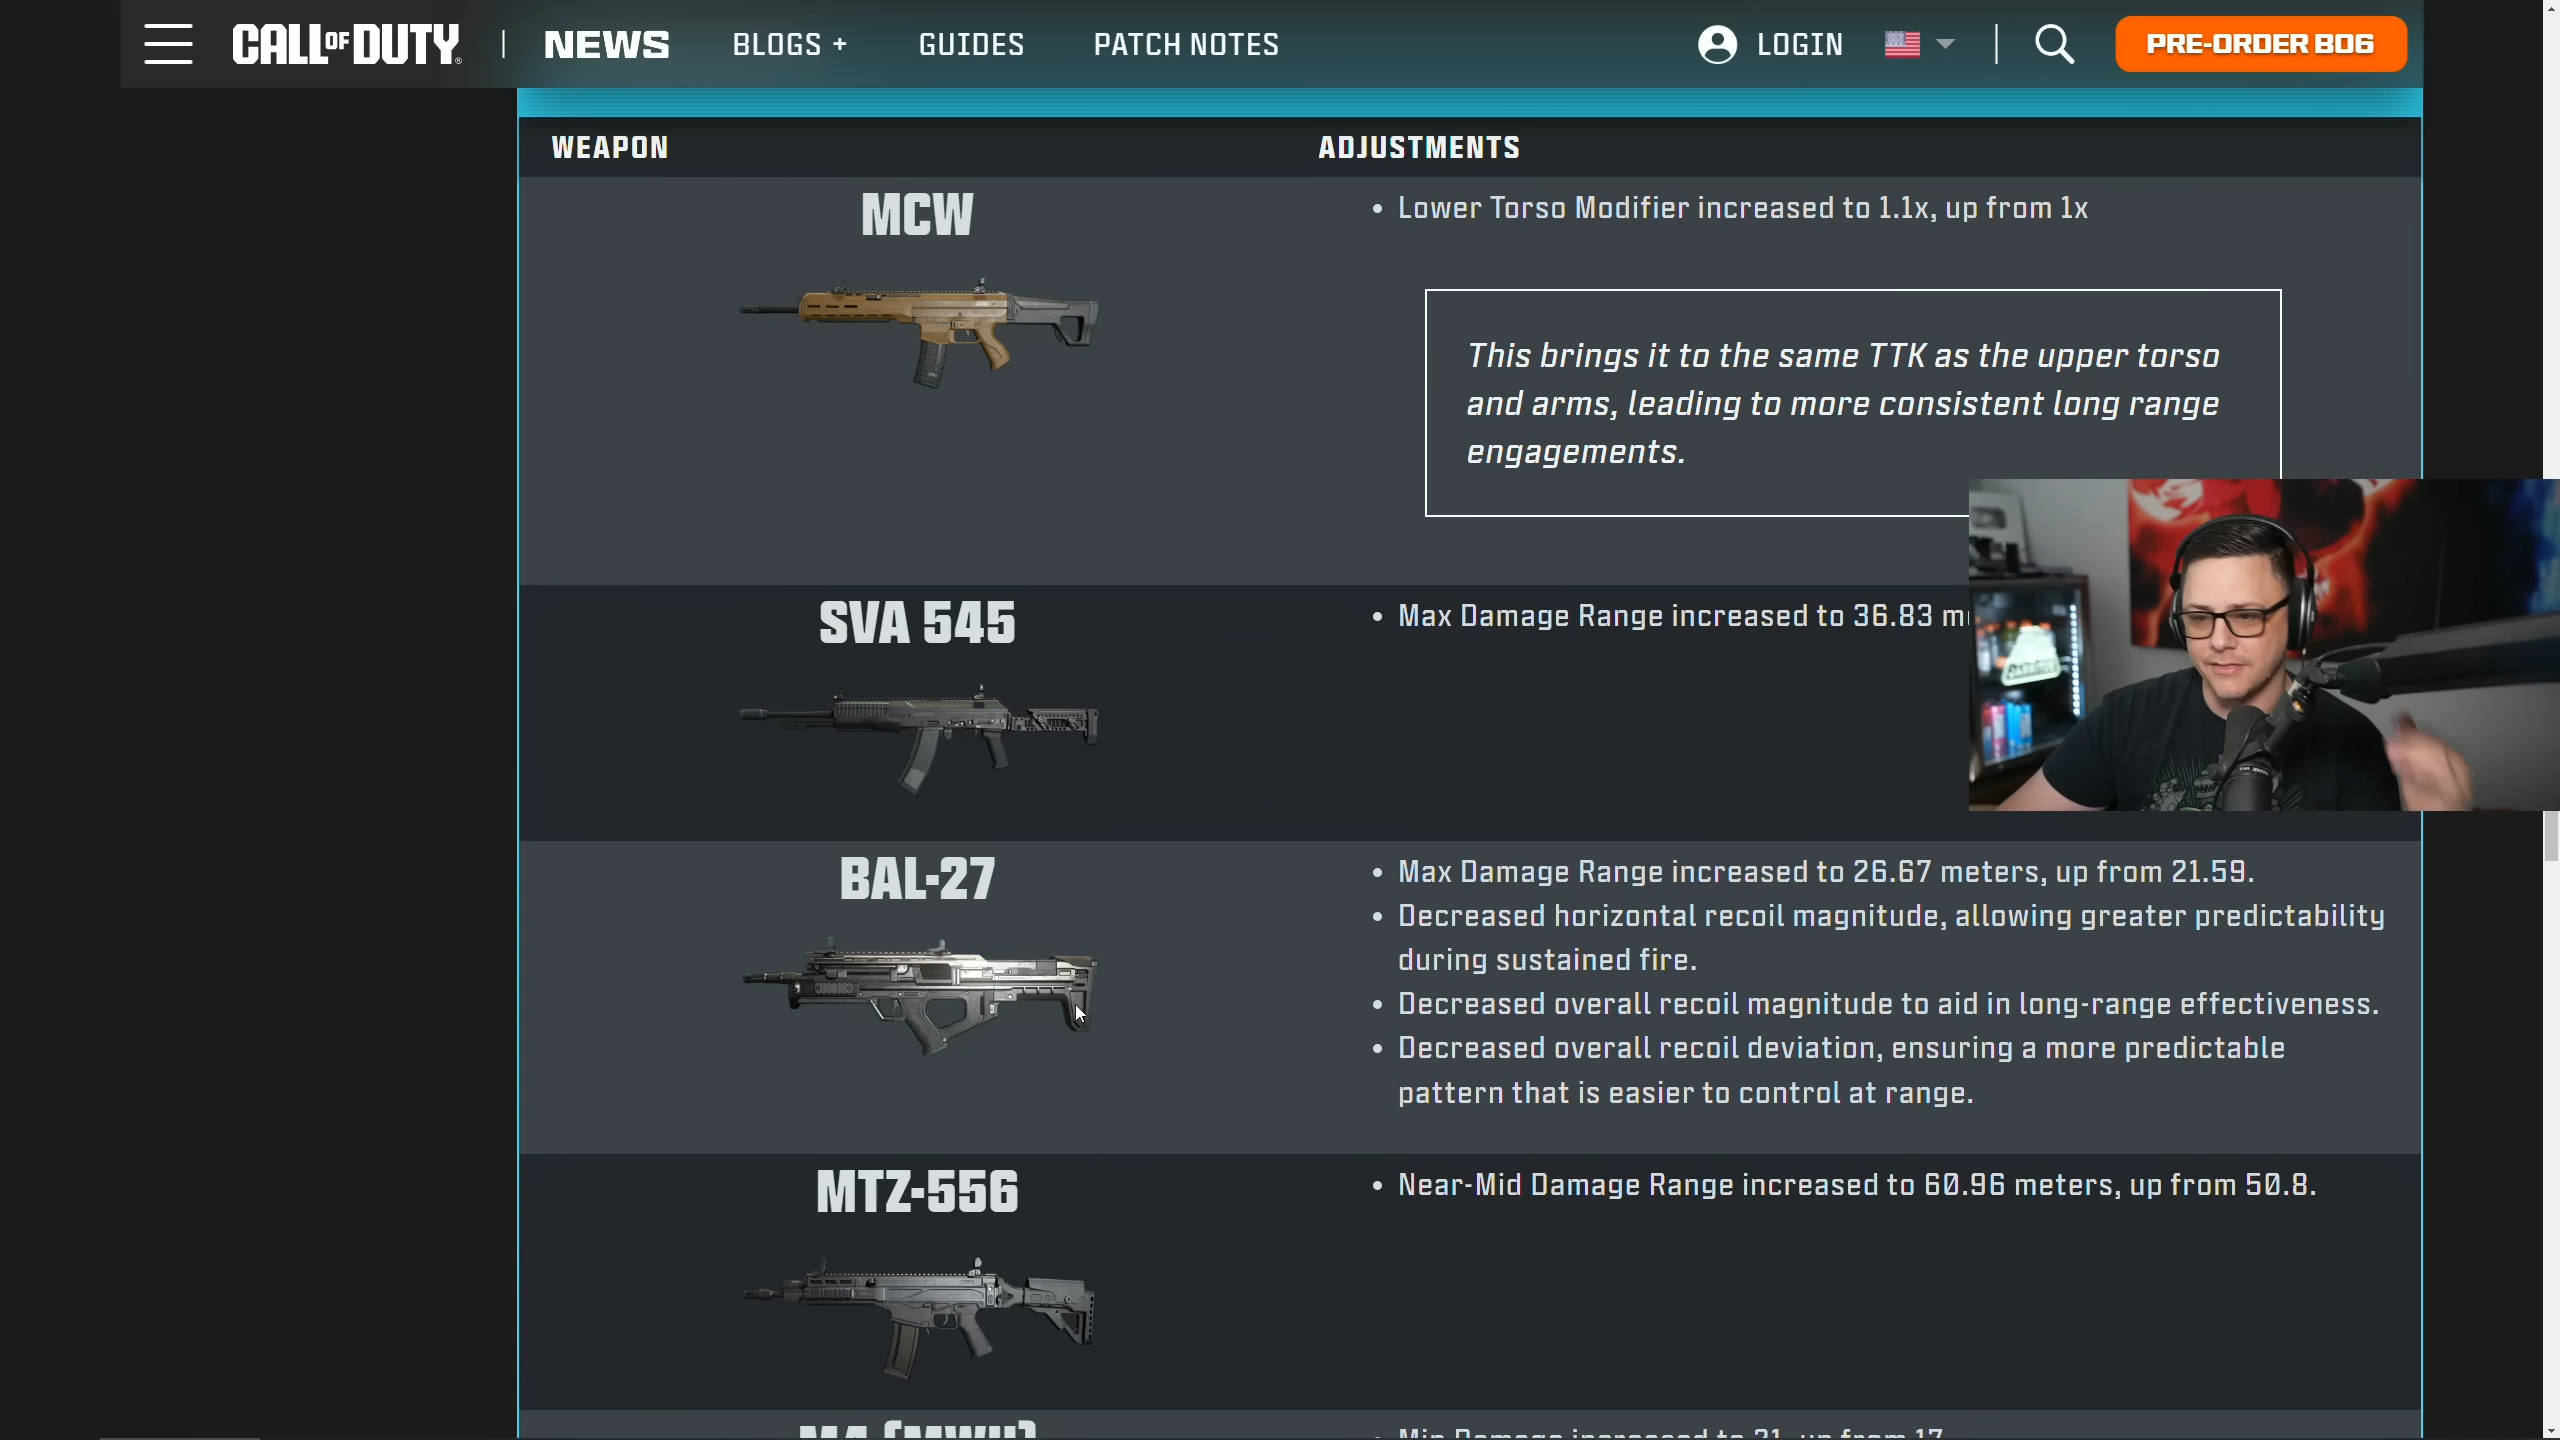 CALL OF DUTY | NEWS BLOGS + GUIDES PATCH NOTES LOGIN PRE-ORDER BO6
WEAPON ADJUSTMENTS
MCW
• Lower Torso Modifier increased to 1.1x, up from 1x
This brings it to the same TTK as the upper torso
and arms, leading to more consistent long range
engagements.
SVA 545
• Max Damage Range increased to 36.83
BAL-27
• Max Damage Range increased to 26.67 meters, up from 21.59.
• Decreased horizontal recoil magnitude, allowing greater predictability
during sustained fire.
• Decreased overall recoil magnitude to aid in long-range effectiveness.
• Decreased overall recoil deviation, ensuring a more predictable
pattern that is easier to control at range.
MTZ-556
• Near-Mid Damage Range increased to 60.96 meters, up from 50.8.